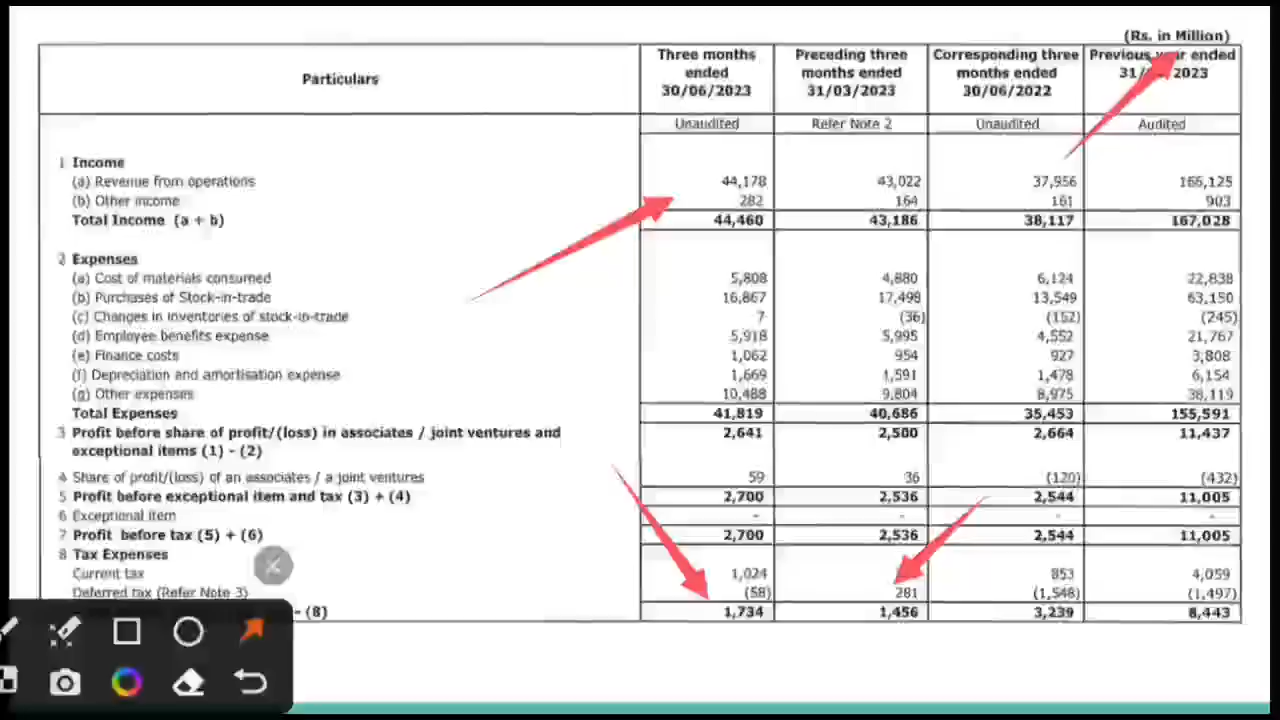 (Rs. in Million)
Particulars Three months ended 30/06/2023 Preceding three months ended 31/03/2023 Corresponding three months ended 30/06/2022 Previous year ended 31/ 2023
Unaudited Refer Note 2 Unaudited Audited
1 Income
(a) Revenue from operations 44,178 43,022 37,956 166,125
(b) Other income 282 164 161 903
Total Income (a + b) 44,460 43,186 38,117 167,028
2 Expenses
(a) Cost of materials consumed 5,808 4,880 6,124 22,838
(b) Purchases of Stock-in-trade 16,867 17,498 13,549 63,150
(c) Changes in inventories of stock-in-trade 7 (36) (152) (245)
(d) Employee benefits expense 5,918 5,995 4,552 21,767
(e) Finance costs 1,062 954 927 3,808
(f) Depreciation and amortisation expense 1,669 1,591 1,478 6,154
(g) Other expenses 10,488 9,804 8,975 38,119
Total Expenses 41,819 40,686 35,453 155,591
3 Profit before share of profit/(loss) in associates / joint ventures and 2,641 2,500 2,664 11,437
exceptional items (1) - (2)
4 Share of profit/(loss) of an associates / a joint ventures 59 36 (120) (432)
5 Profit before exceptional item and tax (3) + (4) 2,700 2,536 2,544 11,005
6 Exceptional item - - - -
7 Profit before tax (5) + (6) 2,700 2,536 2,544 11,005
8 Tax Expenses
Current tax 1,024 853 4,059
Deferred tax (Refer Note 3) (58) 281 (1,548) (1,497)
- (8) 1,734 1,456 3,239 8,443